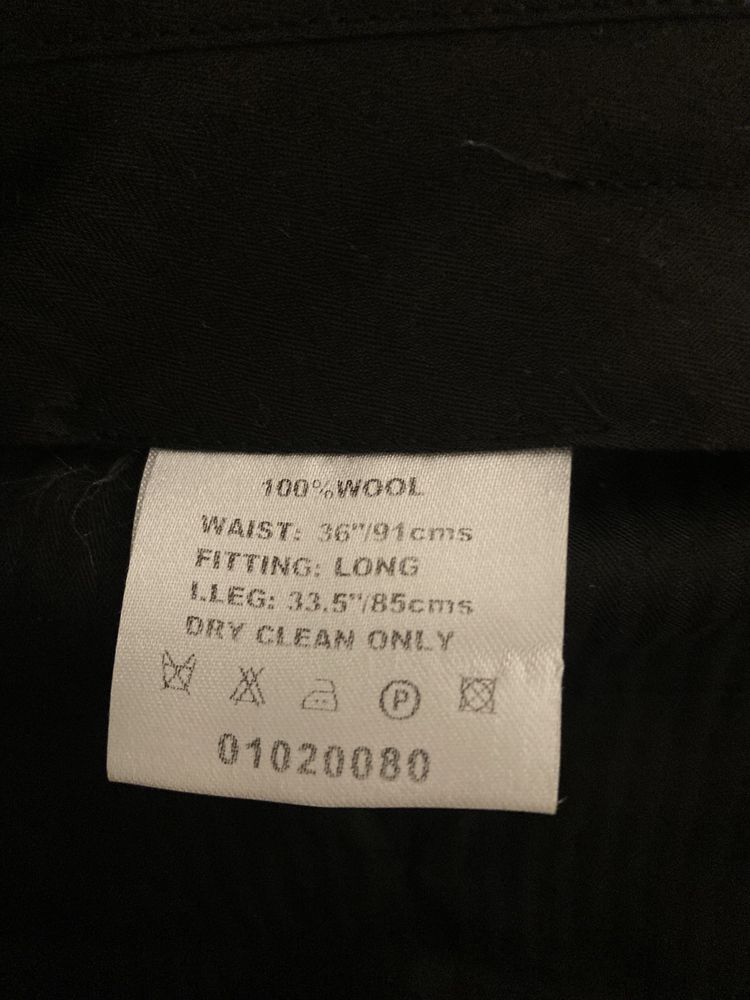 100%WOOL
WAIST: 36"/91cms
FITTING: LONG
I.LEG: 33.5"/85cms
DRY CLEAN ONLY
P
01020080